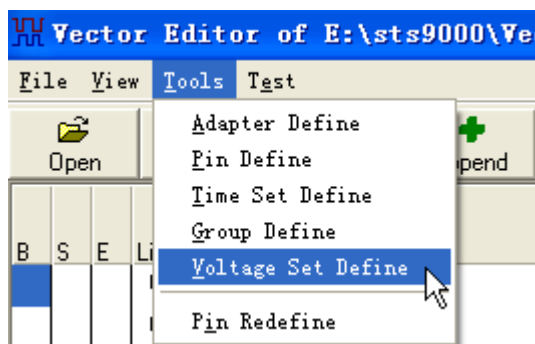 Vector Editor of E:\sts9000\Ve
File View Tools Test
Open
Adapter Define
Pin Define
Time Set Define
Group Define
Voltage Set Define
Pin Redefine
pend
B S E Li